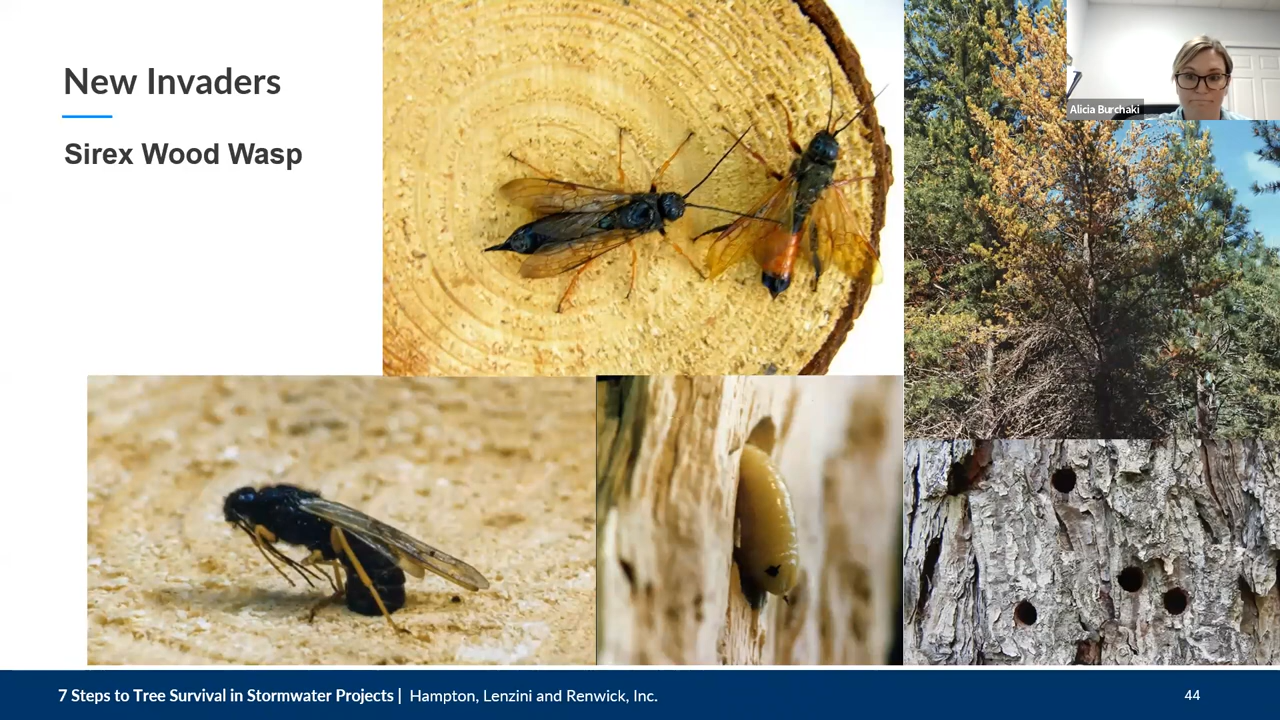 New Invaders
Sirex Wood Wasp
Alicia Burchaki
7 Steps to Tree Survival in Stormwater Projects | Hampton, Lenzini and Renwick, Inc.
44